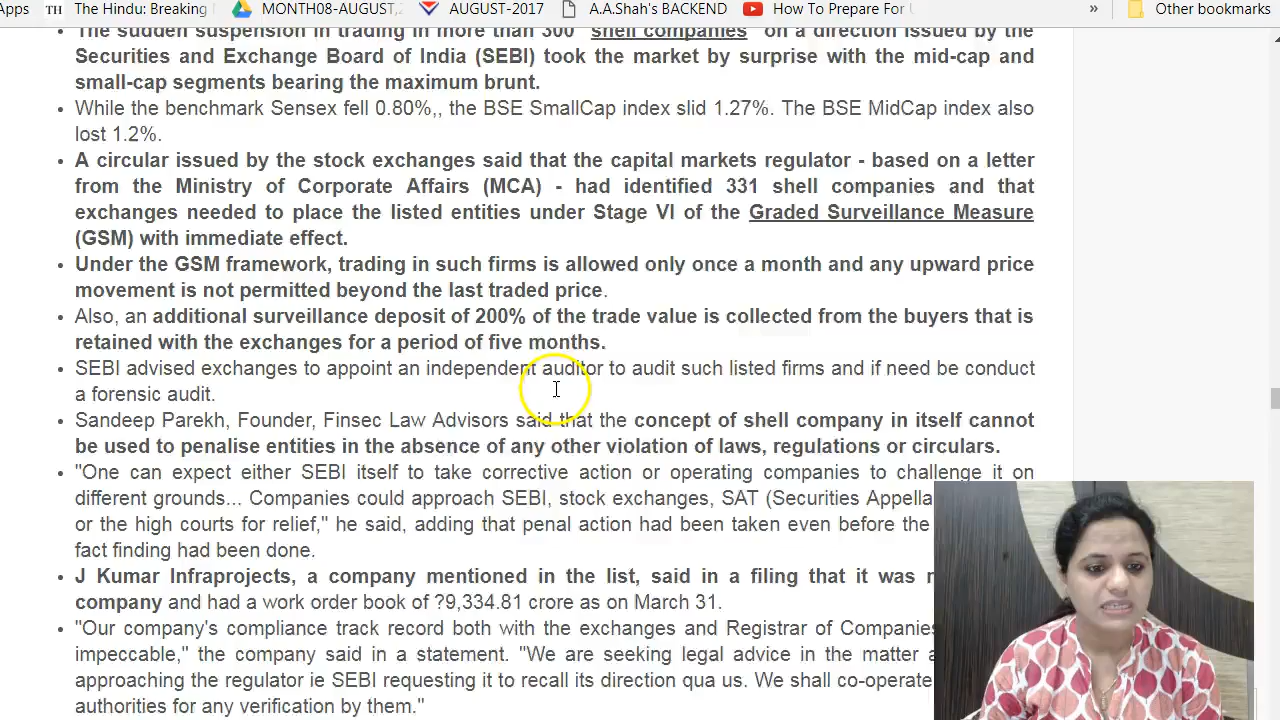 Apps TH The Hindu: Breaking MONTH08-AUGUST, AUGUST-2017 A.A.Shah's BACKEND How To Prepare For » Other bookmarks
The sudden suspension in trading in more than 300 "shell companies" on a direction issued by the
Securities and Exchange Board of India (SEBI) took the market by surprise with the mid-cap and
small-cap segments bearing the maximum brunt.
• While the benchmark Sensex fell 0.80%,, the BSE SmallCap index slid 1.27%. The BSE MidCap index also
lost 1.2%.
• A circular issued by the stock exchanges said that the capital markets regulator - based on a letter
from the Ministry of Corporate Affairs (MCA) - had identified 331 shell companies and that
exchanges needed to place the listed entities under Stage VI of the Graded Surveillance Measure
(GSM) with immediate effect.
• Under the GSM framework, trading in such firms is allowed only once a month and any upward price
movement is not permitted beyond the last traded price.
• Also, an additional surveillance deposit of 200% of the trade value is collected from the buyers that is
retained with the exchanges for a period of five months.
• SEBI advised exchanges to appoint an independent auditor to audit such listed firms and if need be conduct
a forensic audit.
• Sandeep Parekh, Founder, Finsec Law Advisors said that the concept of shell company in itself cannot
be used to penalise entities in the absence of any other violation of laws, regulations or circulars.
• "One can expect either SEBI itself to take corrective action or operating companies to challenge it on
different grounds... Companies could approach SEBI, stock exchanges, SAT (Securities
or the high courts for relief," he said, adding that penal action had been taken even before the
fact finding had been done.
• J Kumar Infraprojects, a company mentioned in the list, said in a filing that it was
company and had a work order book of ?9,334.81 crore as on March 31.
• "Our company's compliance track record both with the exchanges and Registrar of Companies
impeccable," the company said in a statement. "We are seeking legal advice in the matter
approaching the regulator ie SEBI requesting it to recall its direction qua us. We shall co-operate
authorities for any verification by them."